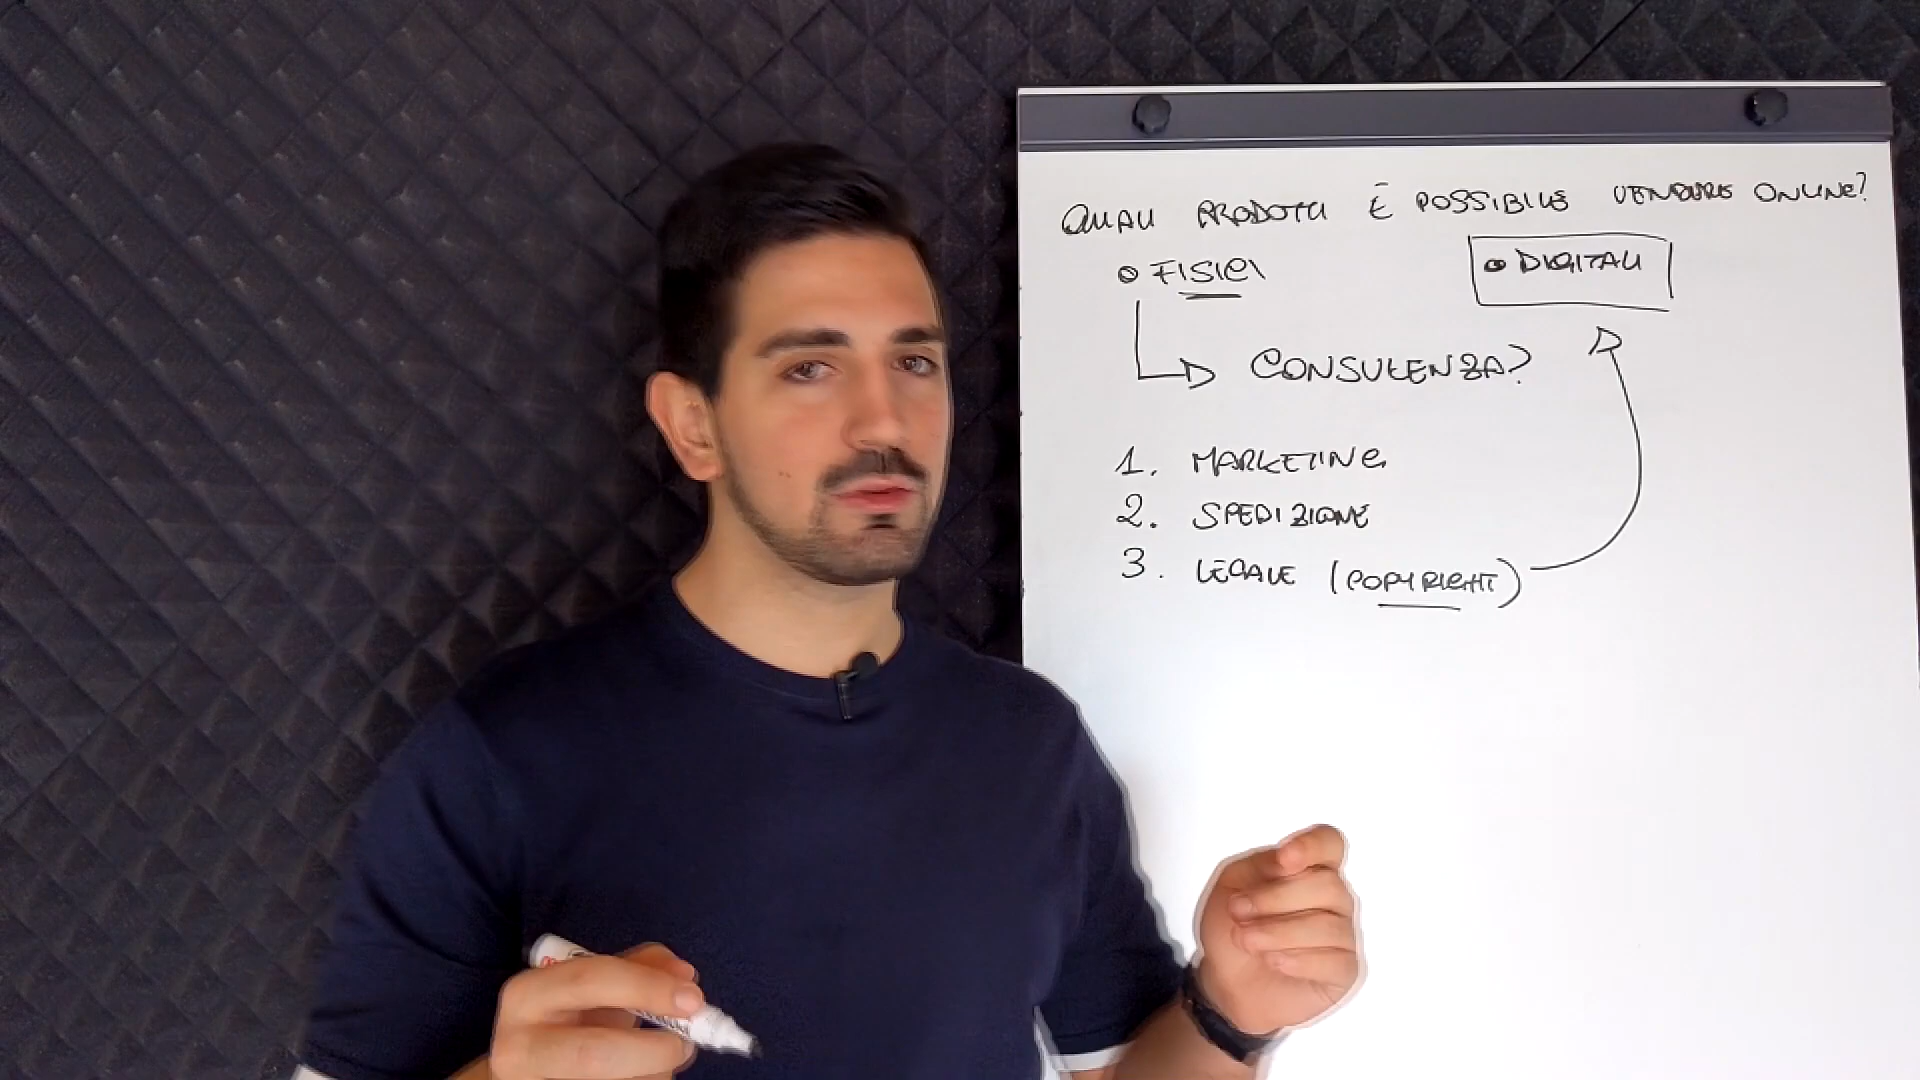 QUALI PRODOTTI È POSSIBILE VENDERE ONLINE?
• FISICI
• DIGITALI
CONSULENZA?
1. MARKETING
2. SPEDIZIONE
3. LEGALE (COPYRIGHT)